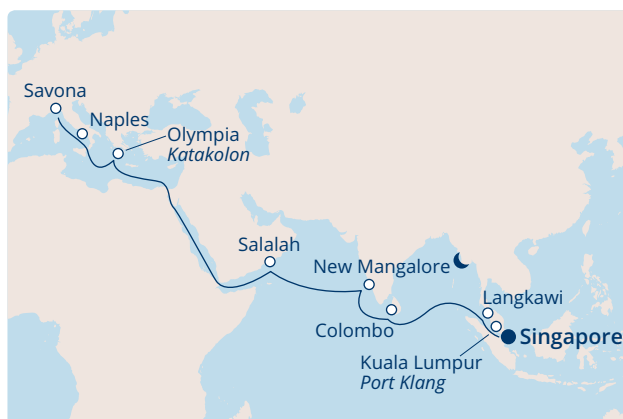 Savona
Naples
Olympia
Katakolon
Salalah
New Mangalore
Langkawi
Colombo
Singapore
Kuala Lumpur
Port Klang